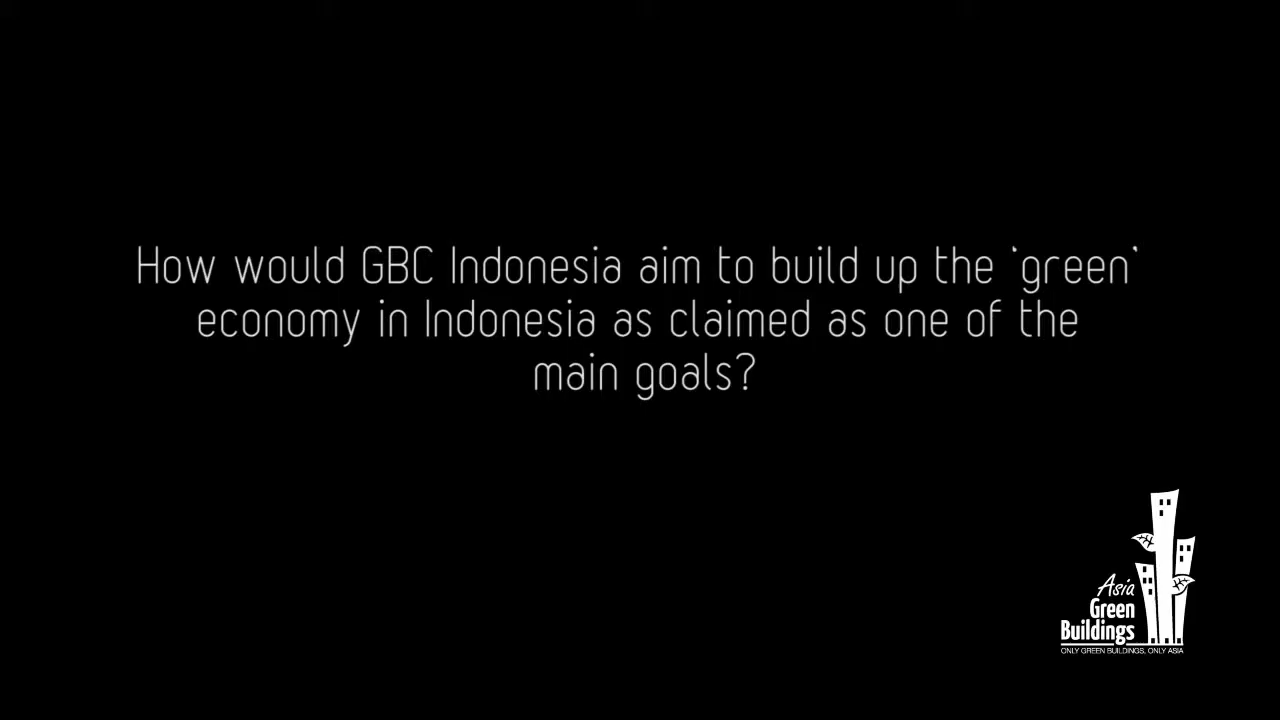 How would GBC Indonesia aim to build up the ‘green’
economy in Indonesia as claimed as one of the
main goals?
Asia
Green
Buildings
ONLY GREEN BUILDINGS, ONLY ASIA